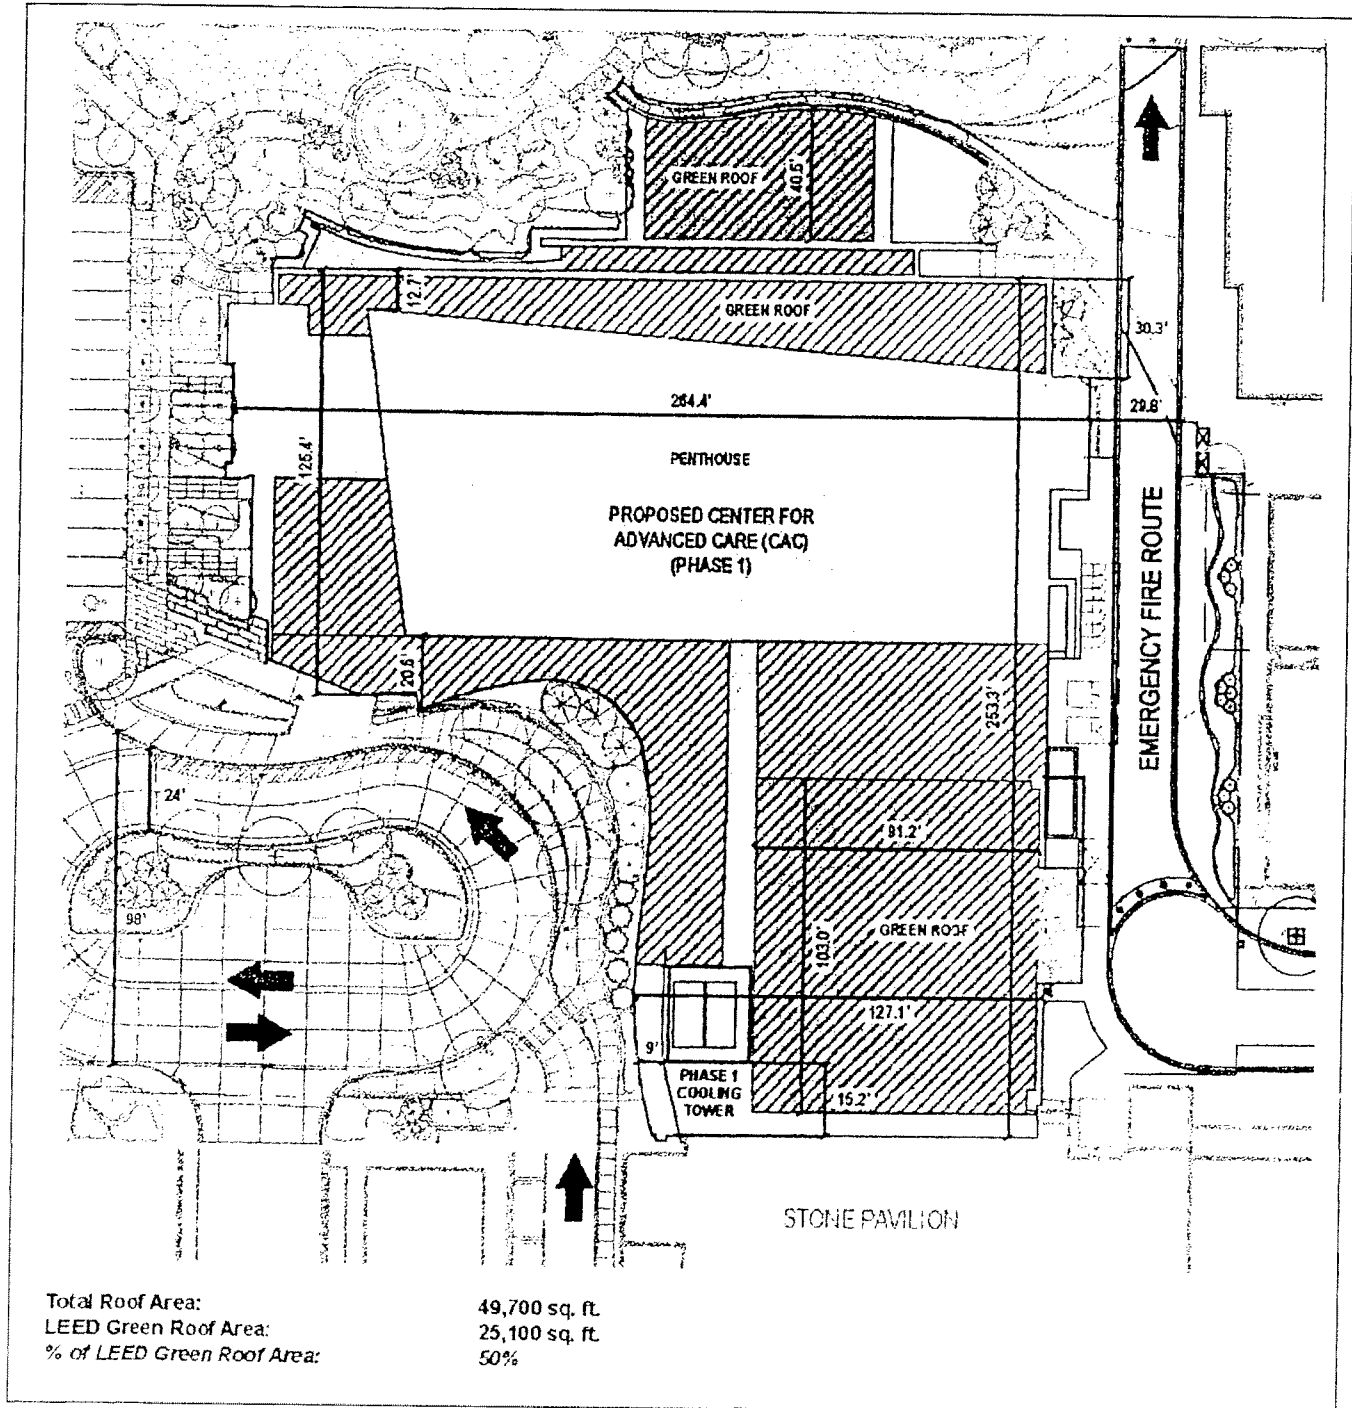 GREEN ROOF
40.5'
12.7'
GREEN ROOF
30.3'
264.4'
29.8'
125.4'
PENTHOUSE
PROPOSED CENTER FOR
ADVANCED CARE (CAC)
(PHASE 1)
EMERGENCY FIRE ROUTE
20.6'
253.3'
24'
91.2'
98'
GREEN ROOF
103.0'
127.1'
9'
PHASE 1
COOLING
TOWER
15.2'
STONE PAVILION
Total Roof Area: 49,700 sq. ft.
LEED Green Roof Area: 25,100 sq. ft.
% of LEED Green Roof Area: 50%